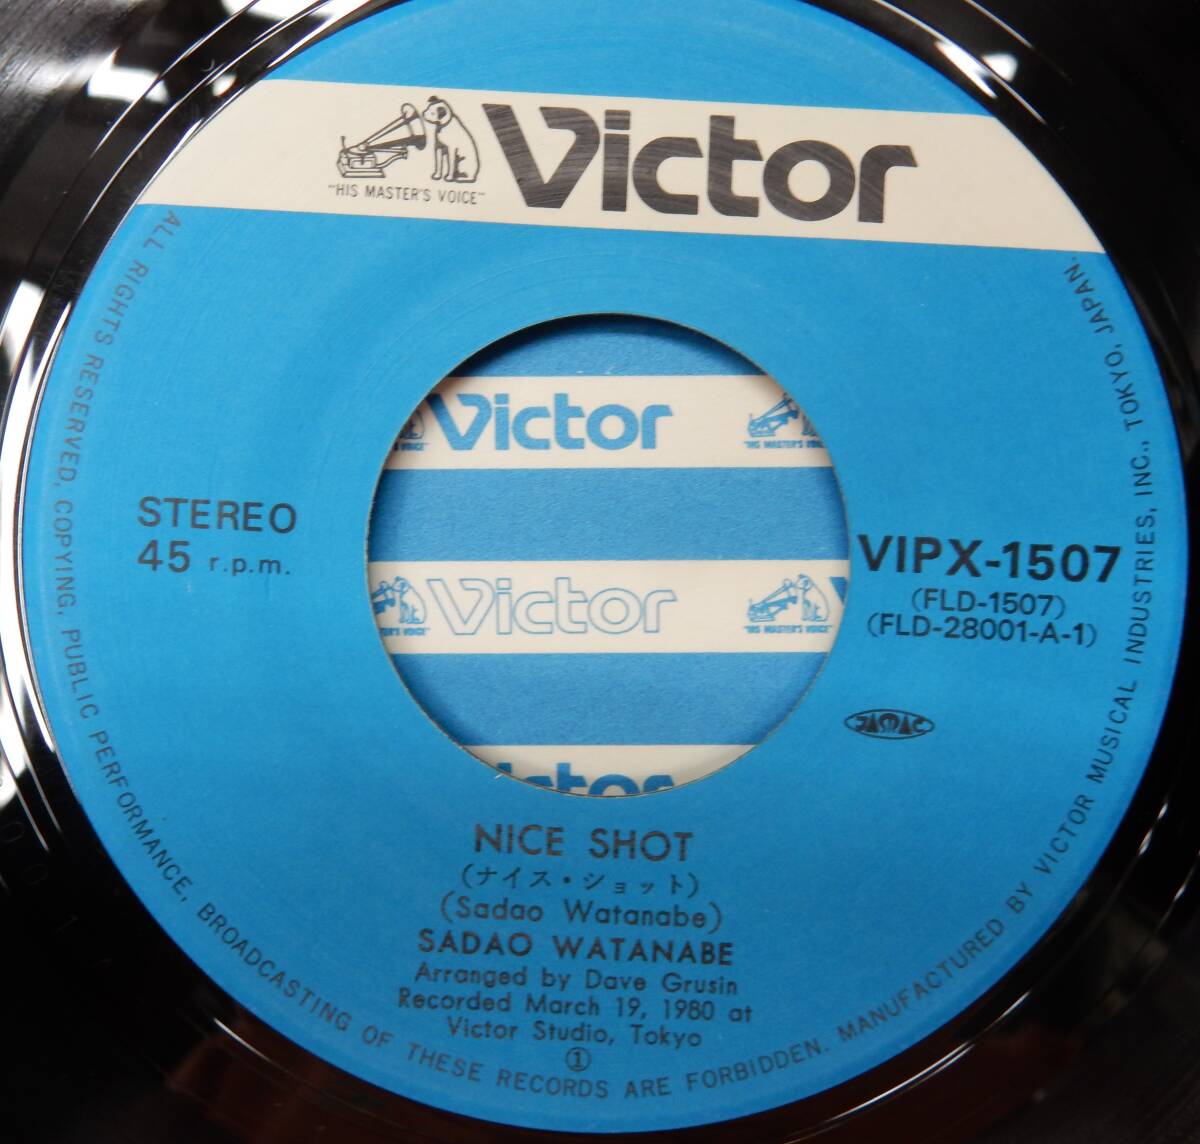 "HIS MASTER'S VOICE"
Victor
STEREO
45 r.p.m.
VIPX-1507
(FLD-1507)
(FLD-28001-A-1)
JASRAC
Victor
"HIS MASTER'S VOICE"
Victor
"HIS MASTER'S VOICE"
Victor
NICE SHOT
(ナイス・ショット)
(Sadao Watanabe)
SADAO WATANABE
Arranged by Dave Grusin
Recorded March 19, 1980 at
Victor Studio, Tokyo
①
ALL RIGHTS RESERVED, COPYING, PUBLIC PERFORMANCE, BROADCASTING OF THESE RECORDS ARE FORBIDDEN. MANUFACTURED BY VICTOR MUSICAL INDUSTRIES, INC., TOKYO, JAPAN.